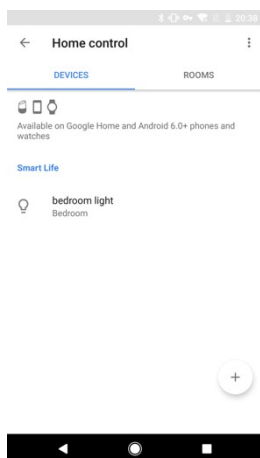 20:38
Home control
DEVICES ROOMS
Available on Google Home and Android 6.0+ phones and
watches
Smart Life
bedroom light
Bedroom